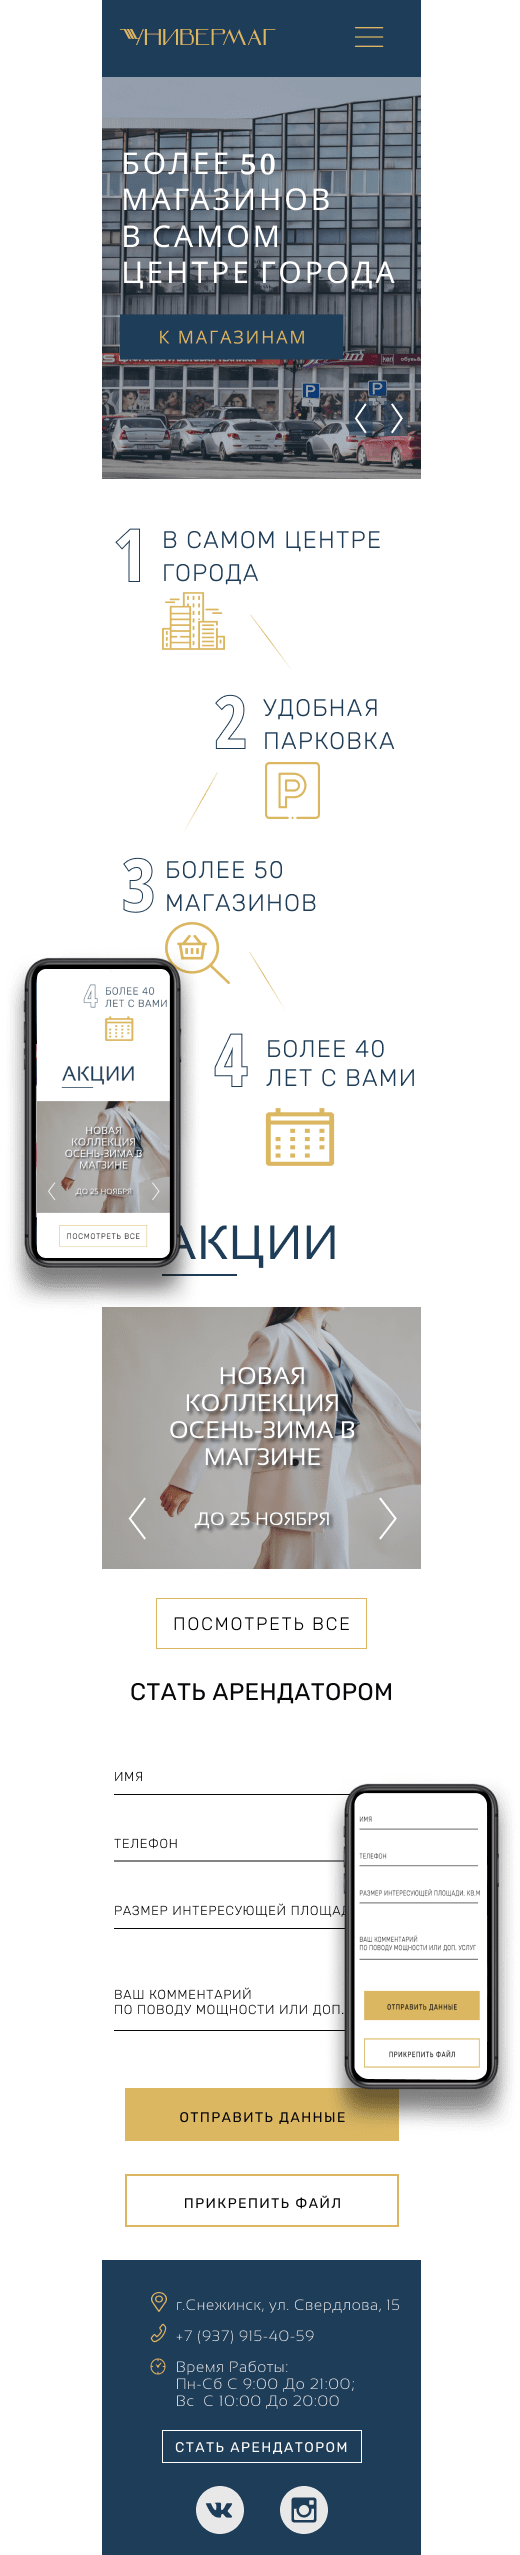 УНИВЕРМАГ
БОЛЕЕ 50
МАГАЗИНОВ
В САМОМ
ЦЕНТРЕ ГОРОДА
К МАГАЗИНАМ
P
P
1 В САМОМ ЦЕНТРЕ
ГОРОДА
2 УДОБНАЯ
ПАРКОВКА
P
3 БОЛЕЕ 50
МАГАЗИНОВ
4 БОЛЕЕ 40
ЛЕТ С ВАМИ
АКЦИИ
НОВАЯ
КОЛЛЕКЦИЯ
ОСЕНЬ-ЗИМА В
МАГЗИНЕ
ДО 25 НОЯБРЯ
ПОСМОТРЕТЬ ВСЕ
4 БОЛЕЕ 40
ЛЕТ С ВАМИ
АКЦИИ
НОВАЯ
КОЛЛЕКЦИЯ
ОСЕНЬ-ЗИМА В
МАГЗИНЕ
ДО 25 НОЯБРЯ
ПОСМОТРЕТЬ ВСЕ
СТАТЬ АРЕНДАТОРОМ
ИМЯ
ТЕЛЕФОН
РАЗМЕР ИНТЕРЕСУЮЩЕЙ ПЛОЩАД
ВАШ КОММЕНТАРИЙ
ПО ПОВОДУ МОЩНОСТИ ИЛИ ДОП.
ИМЯ
ТЕЛЕФОН
РАЗМЕР ИНТЕРЕСУЮЩЕЙ ПЛОЩАДИ, КВ.М
ВАШ КОММЕНТАРИЙ
ПО ПОВОДУ МОЩНОСТИ ИЛИ ДОП. УСЛУГ
ОТПРАВИТЬ ДАННЫЕ
ПРИКРЕПИТЬ ФАЙЛ
ОТПРАВИТЬ ДАННЫЕ
ПРИКРЕПИТЬ ФАЙЛ
г.Снежинск, ул. Свердлова, 15
+7 (937) 915-40-59
Время Работы:
Пн-Сб С 9:00 До 21:00;
Вс С 10:00 До 20:00
СТАТЬ АРЕНДАТОРОМ